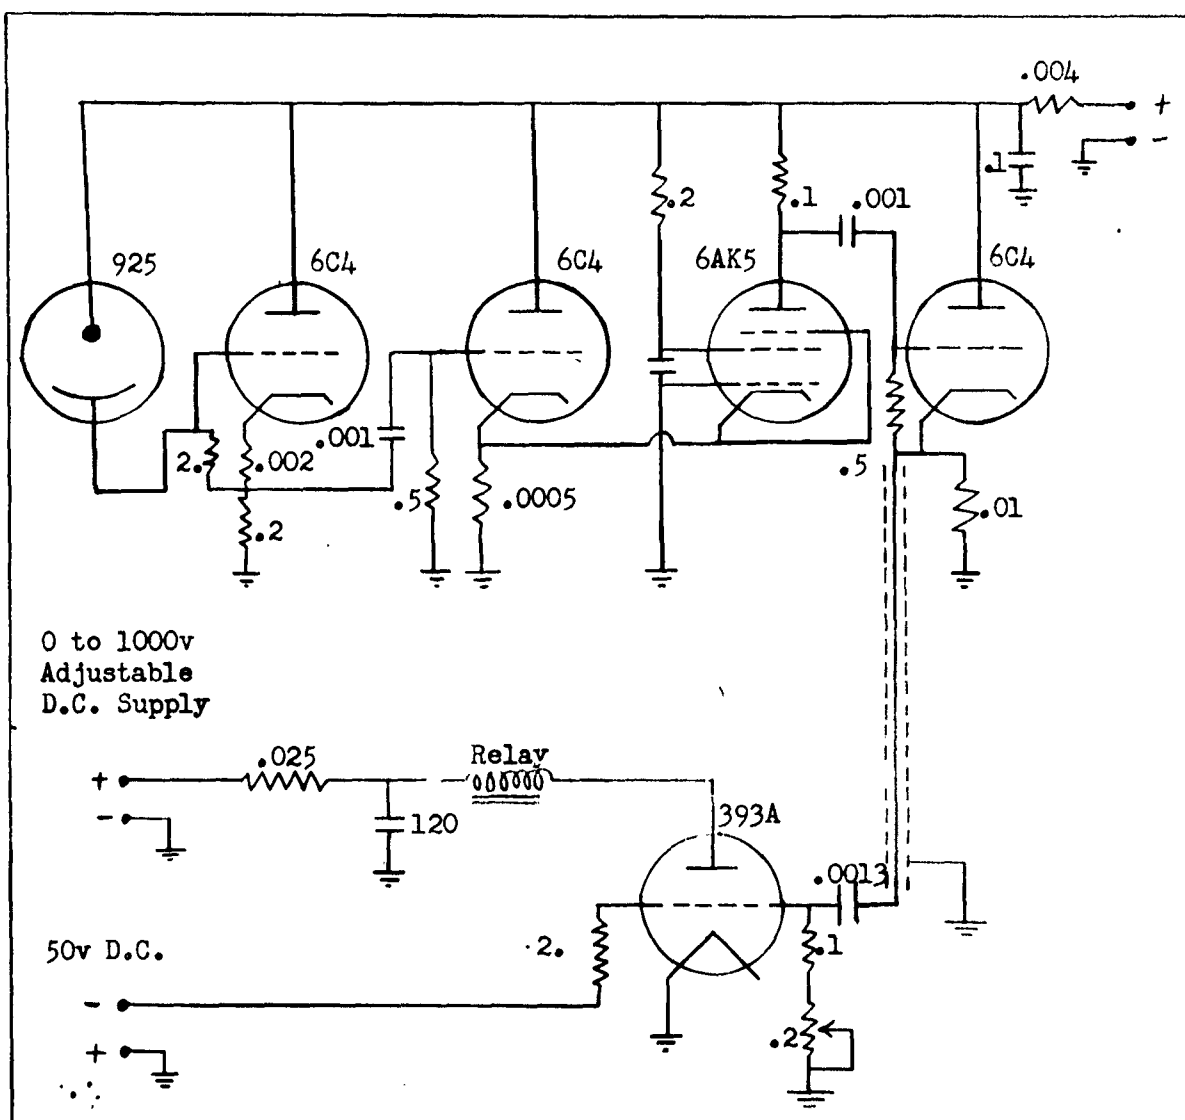 .004
+
-
.1
.2
.1
.001
925
6C4
6C4
6AK5
6C4
.001
2.
.002
.5
.0005
.5
.01
.2
0 to 1000v
Adjustable
D.C. Supply
.025
Relay
+
-
120
393A
.0013
50v D.C.
2.
.1
-
.2
+